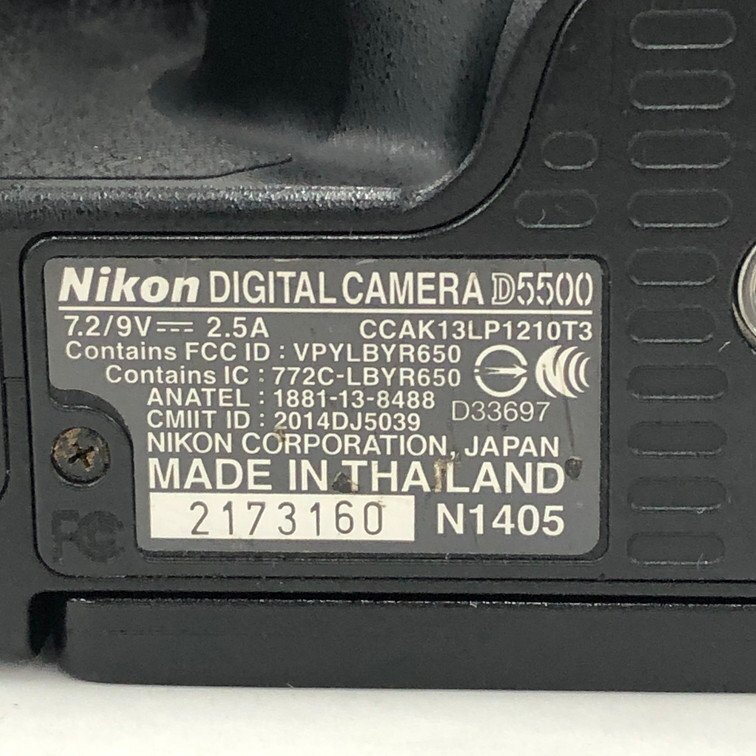 Nikon DIGITAL CAMERA D5500
7.2/9V⎓ 2.5A CCAK13LP1210T3
Contains FCC ID : VPYLBYR650
Contains IC : 772C-LBYR650
ANATEL : 1881-13-8488 D33697
CMIIT ID : 2014DJ5039
NIKON CORPORATION, JAPAN
MADE IN THAILAND
2173160 N1405
FC